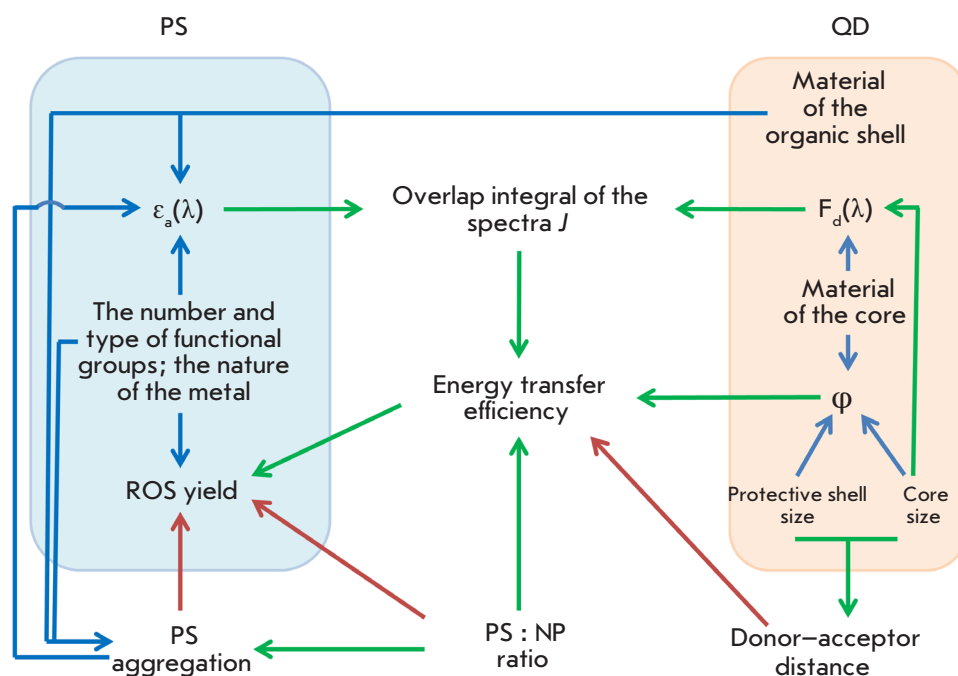 PS
QD
Material
of the
organic shell
εₐ(λ)
Overlap integral of the
spectra J
F_d(λ)
The number and
type of functional
groups; the nature
of the metal
Material
of the core
Energy transfer
efficiency
φ
ROS yield
Protective shell
size
Core
size
PS
aggregation
PS : NP
ratio
Donor–acceptor
distance